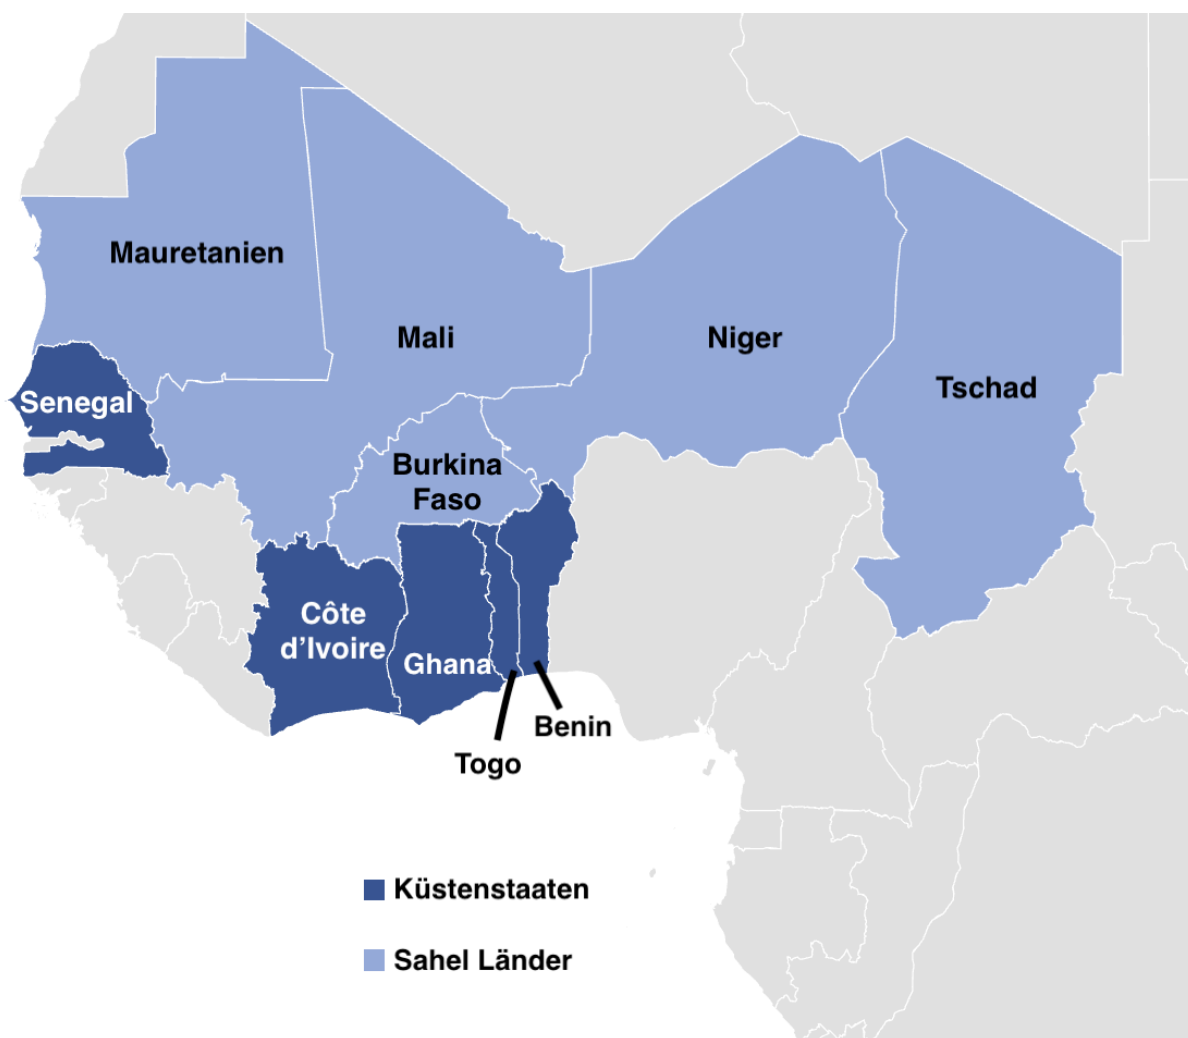 Mauretanien
Mali
Niger
Tschad
Senegal
Burkina
Faso
Côte
d’Ivoire
Ghana
Benin
Togo
Küstenstaaten
Sahel Länder